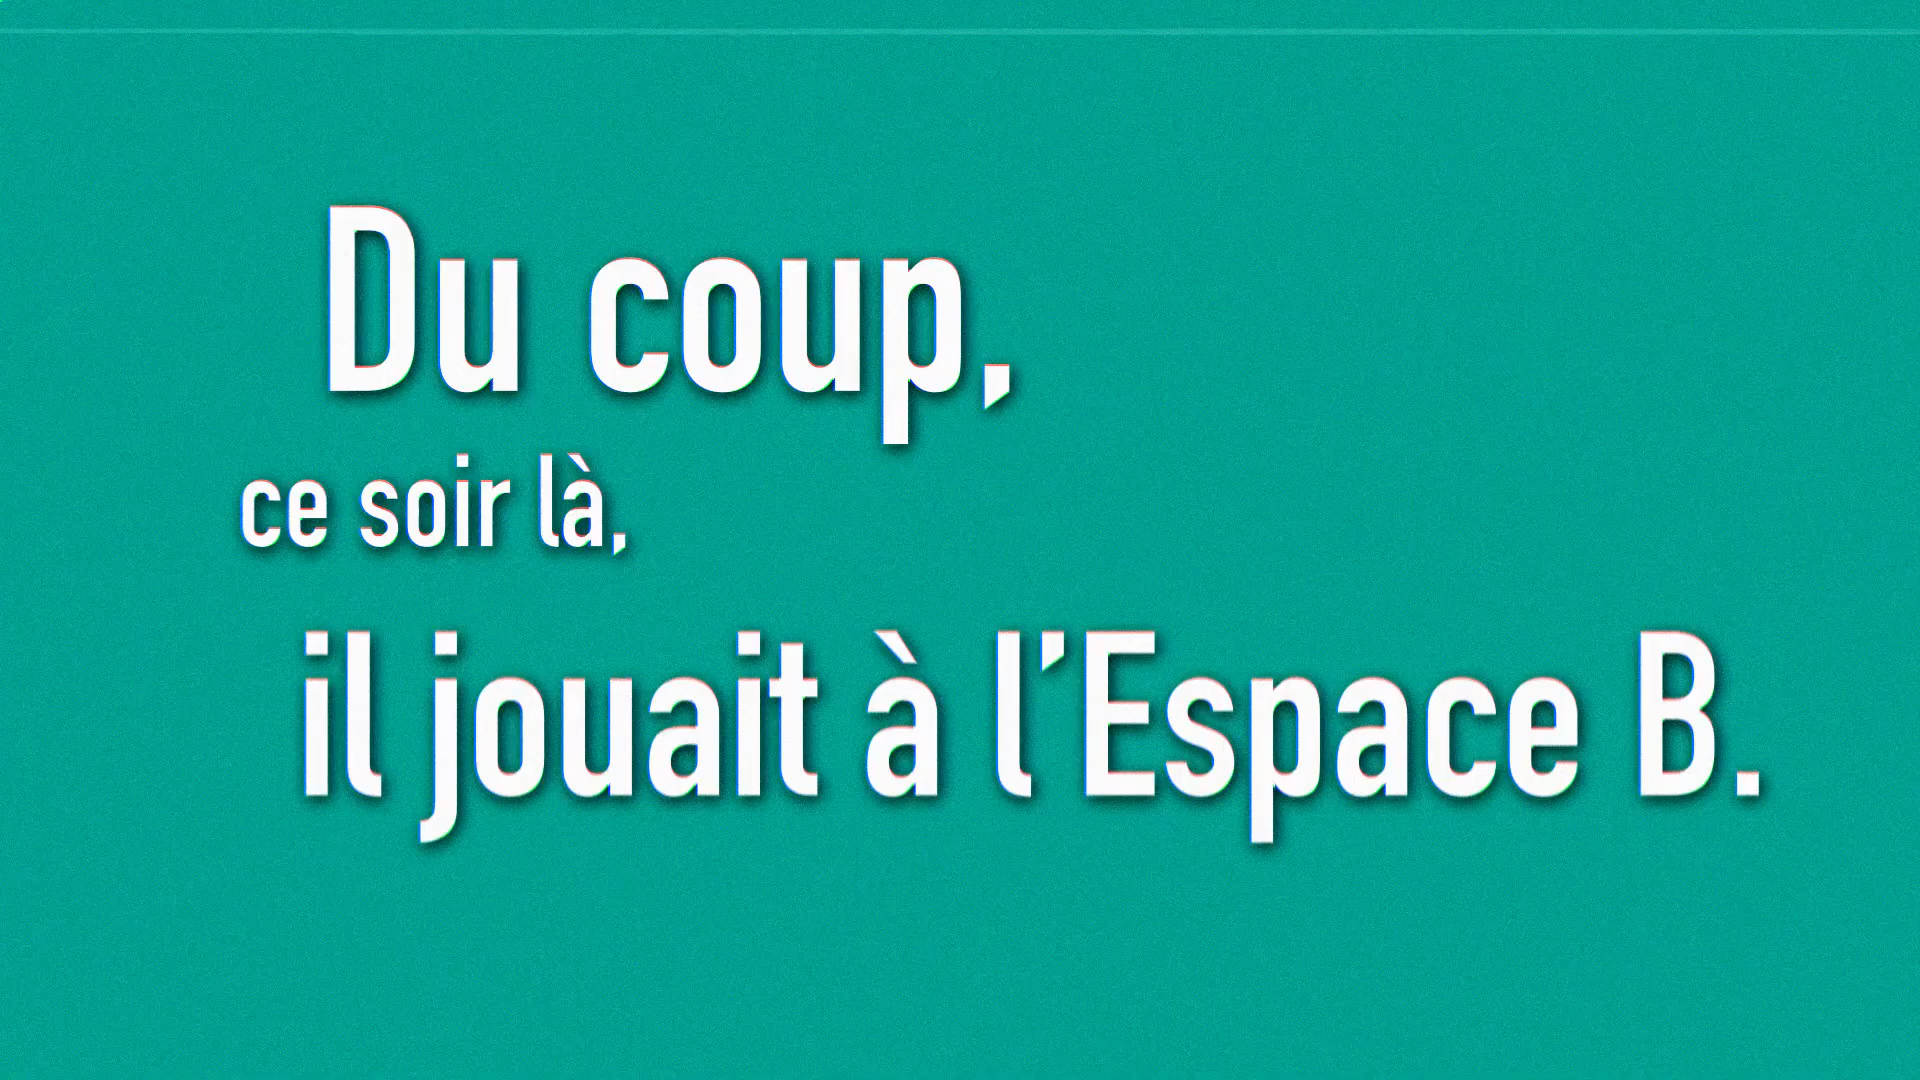 Du coup,
ce soir là,
il jouait à l’Espace B.